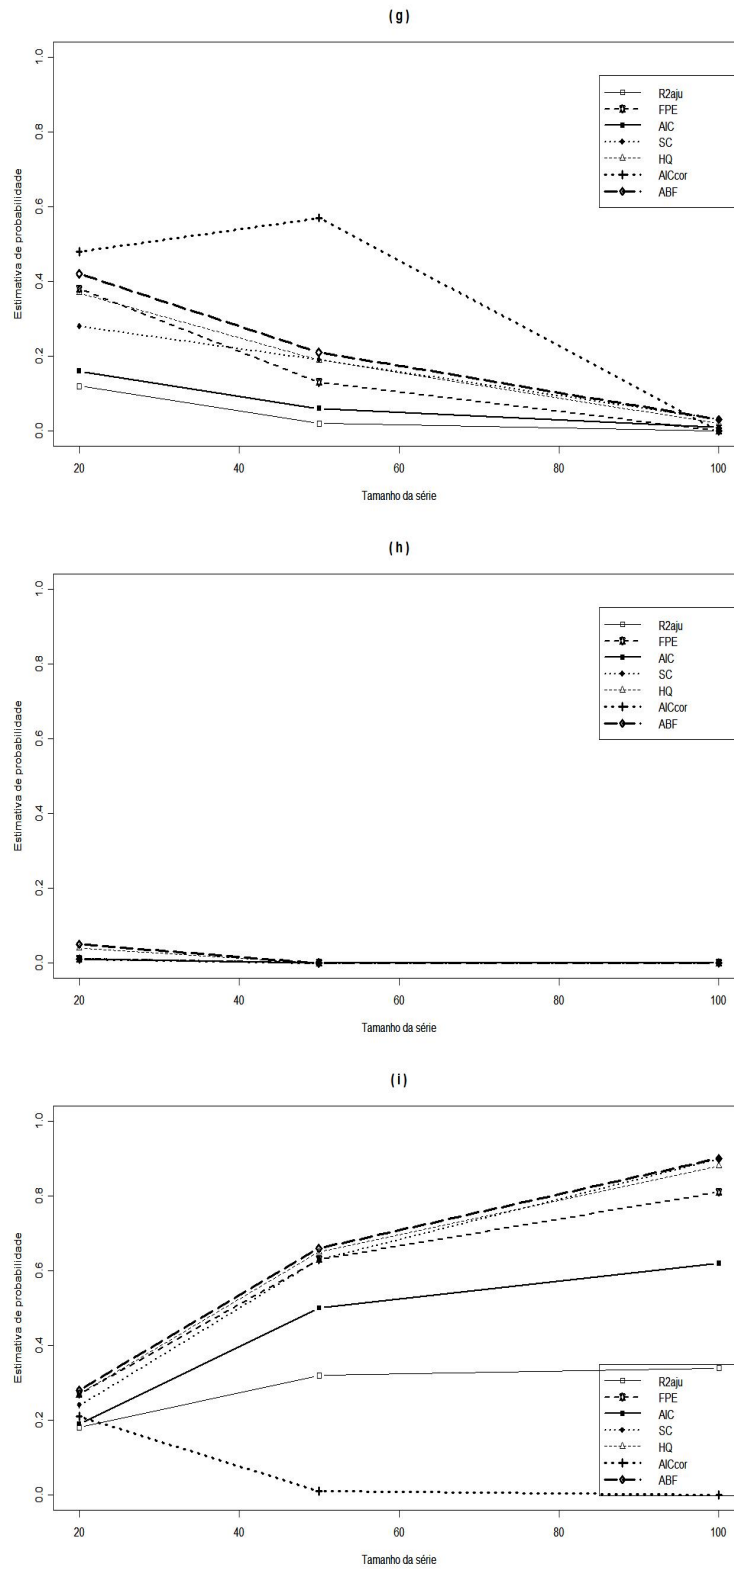 (g)
Estimativa de probabilidade
1.0
0.8
0.6
0.4
0.2
0.0
R2aju
FPE
AIC
SC
HQ
AICcor
ABF
20 40 60 80 100
Tamanho da série
(h)
Estimativa de probabilidade
1.0
0.8
0.6
0.4
0.2
0.0
R2aju
FPE
AIC
SC
HQ
AICcor
ABF
20 40 60 80 100
Tamanho da série
(i)
Estimativa de probabilidade
1.0
0.8
0.6
0.4
0.2
0.0
R2aju
FPE
AIC
SC
HQ
AICcor
ABF
20 40 60 80 100
Tamanho da série